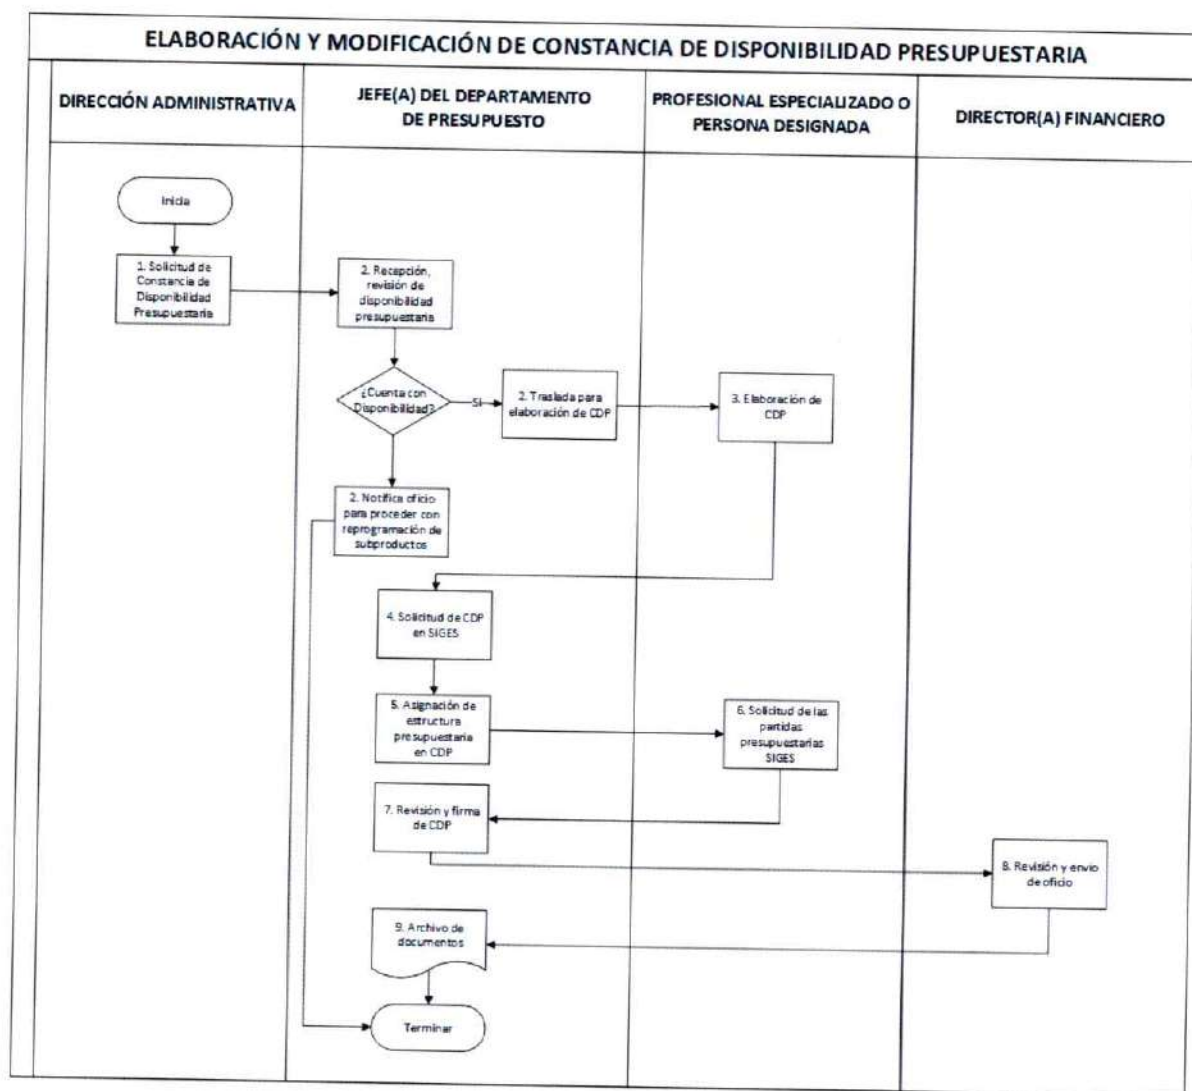 ELABORACIÓN Y MODIFICACIÓN DE CONSTANCIA DE DISPONIBILIDAD PRESUPUESTARIA
DIRECCIÓN ADMINISTRATIVA
JEFE(A) DEL DEPARTAMENTO
DE PRESUPUESTO
PROFESIONAL ESPECIALIZADO O
PERSONA DESIGNADA
DIRECTOR(A) FINANCIERO
Inicia
1. Solicitud de
Constancia de
Disponibilidad
Presupuestaria
2. Recepción,
revisión de
disponibilidad
presupuestaria
¿Cuenta con
Disponibilidad?
SI
2. Traslada para
elaboración de CDP
3. Elaboración de
CDP
2. Notifica oficio
para proceder con
reprogramación de
subproductos
4. Solicitud de CDP
en SIGES
5. Asignación de
estructura
presupuestaria
en CDP
6. Solicitud de las
partidas
presupuestarias
SIGES
7. Revisión y firma
de CDP
8. Revisión y envío
de oficio
9. Archivo de
documentos
Terminar